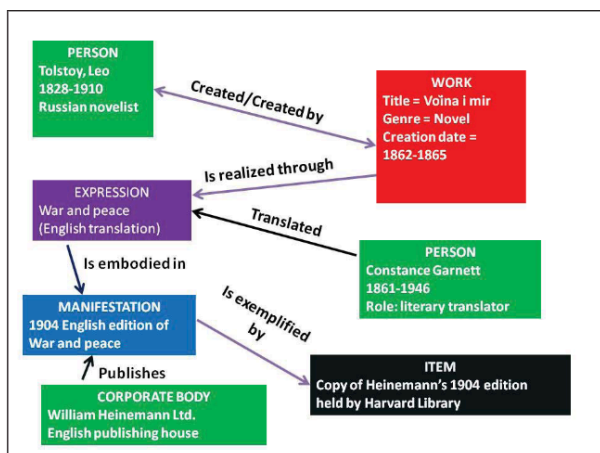 PERSON
Tolstoy, Leo
1828-1910
Russian novelist
Created/Created by
WORK
Title = Voĭna i mir
Genre = Novel
Creation date =
1862-1865
Is realized through
EXPRESSION
War and peace
(English translation)
Translated
PERSON
Constance Garnett
1861-1946
Role: literary translator
Is embodied in
MANIFESTATION
1904 English edition of
War and peace
Is exemplified
by
ITEM
Copy of Heinemann's 1904 edition
held by Harvard Library
Publishes
CORPORATE BODY
William Heinemann Ltd.
English publishing house